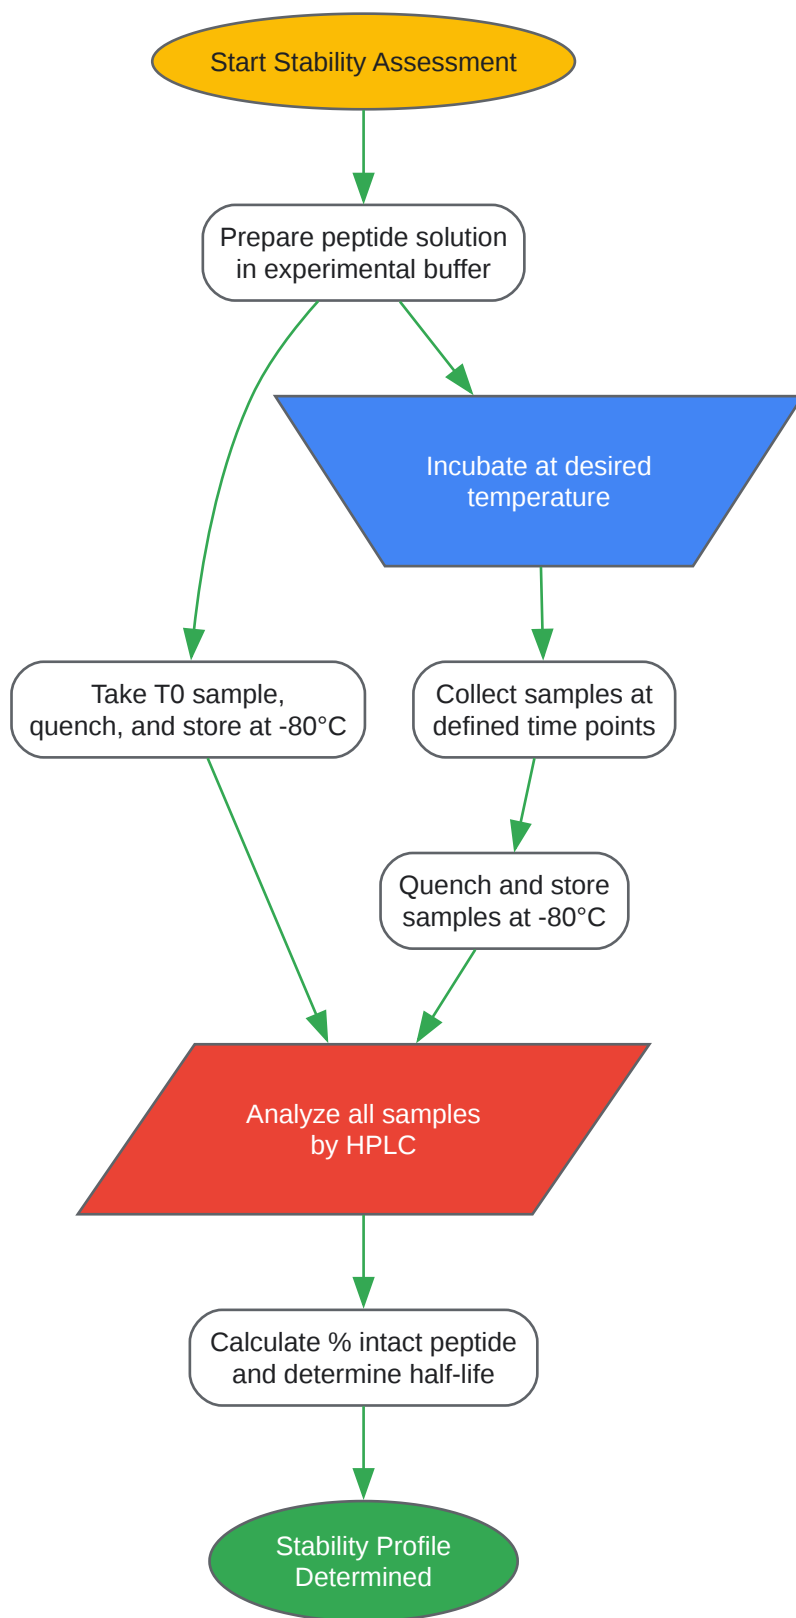 Start Stability Assessment
Prepare peptide solution
in experimental buffer
Incubate at desired
temperature
Take T0 sample,
quench, and store at -80°C
Collect samples at
defined time points
Quench and store
samples at -80°C
Analyze all samples
by HPLC
Calculate % intact peptide
and determine half-life
Stability Profile
Determined